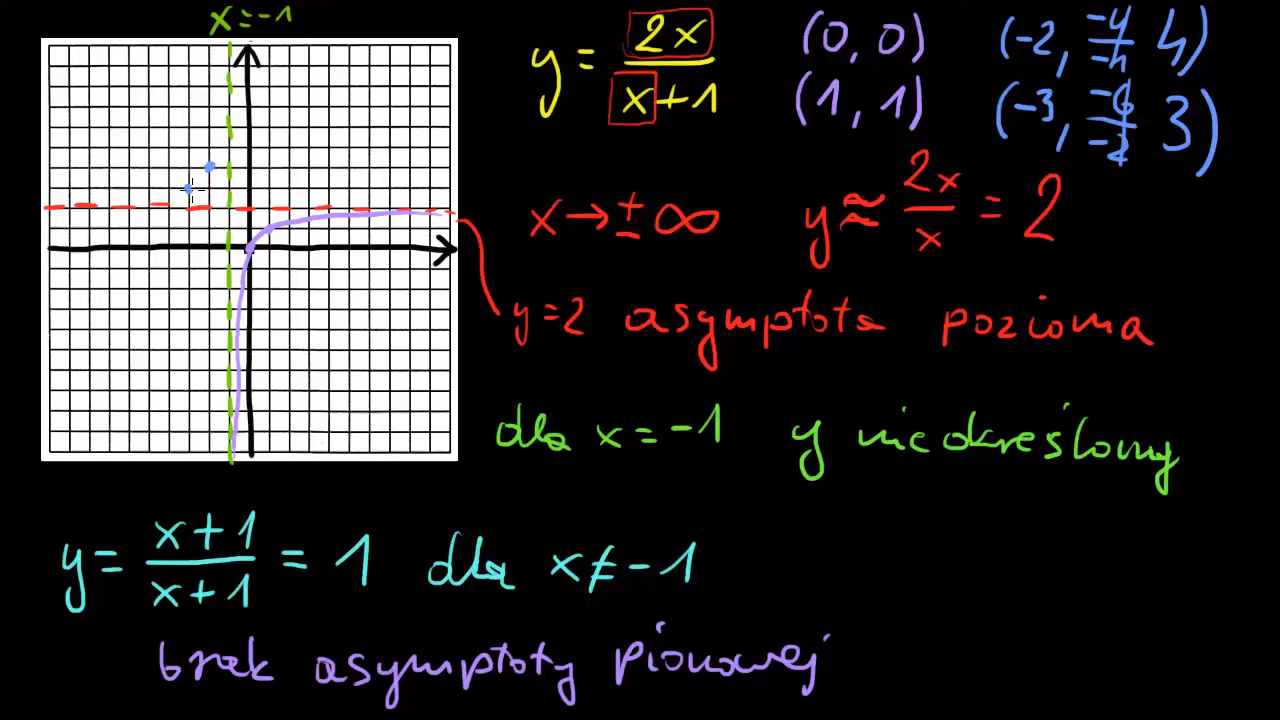 x = -1
y = 2x / x+1
(0, 0)
(1, 1)
(-2, -4/-1 4)
(-3, -6/-2 3)
x → ± ∞ y ≈ 2x/x = 2
y=2 asymptota pozioma
dla x = -1 y nieokreślony
y = x+1 / x+1 = 1 dla x ≠ -1
brak asymptoty pionowej